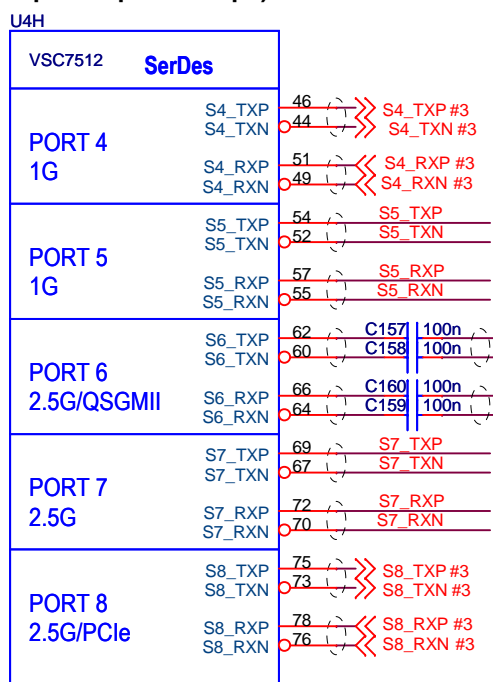 U4H
VSC7512 SerDes
PORT 4
1G
S4_TXP 46 S4_TXP #3
S4_TXN 44 S4_TXN #3
S4_RXP 51 S4_RXP #3
S4_RXN 49 S4_RXN #3
PORT 5
1G
S5_TXP 54 S5_TXP
S5_TXN 52 S5_TXN
S5_RXP 57 S5_RXP
S5_RXN 55 S5_RXN
PORT 6
2.5G/QSGMII
S6_TXP 62 C157 100n
S6_TXN 60 C158 100n
S6_RXP 66 C160 100n
S6_RXN 64 C159 100n
PORT 7
2.5G
S7_TXP 69 S7_TXP
S7_TXN 67 S7_TXN
S7_RXP 72 S7_RXP
S7_RXN 70 S7_RXN
PORT 8
2.5G/PCIe
S8_TXP 75 S8_TXP #3
S8_TXN 73 S8_TXN #3
S8_RXP 78 S8_RXP #3
S8_RXN 76 S8_RXN #3